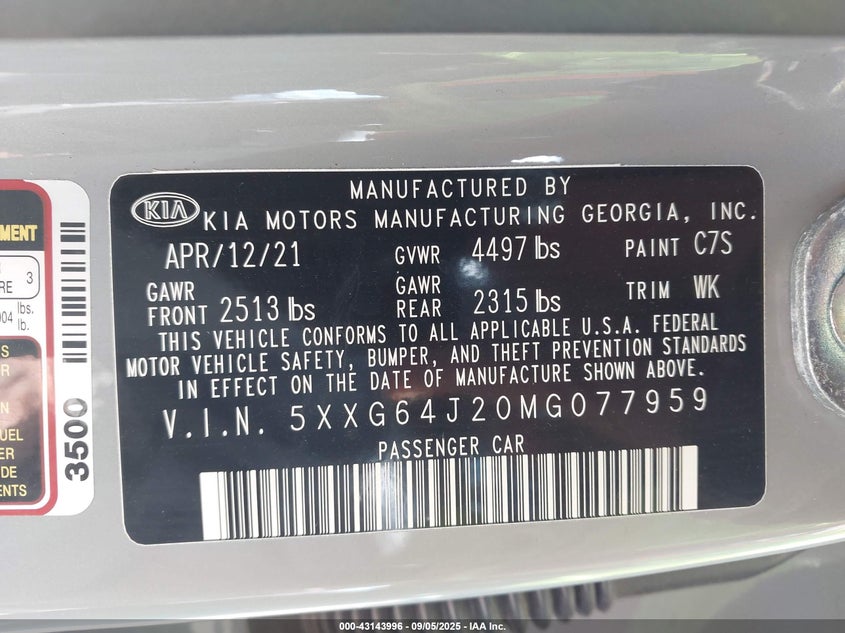 MANUFACTURED BY
KIA KIA MOTORS MANUFACTURING GEORGIA, INC.
APR/12/21 GVWR 4497 lbs PAINT C7S
GAWR FRONT 2513 lbs GAWR REAR 2315 lbs TRIM WK
THIS VEHICLE CONFORMS TO ALL APPLICABLE U.S.A. FEDERAL
MOTOR VEHICLE SAFETY, BUMPER, AND THEFT PREVENTION STANDARDS
IN EFFECT ON THE DATE OF MANUFACTURE SHOWN ABOVE.
V.I.N. 5XXG64J20MG077959
PASSENGER CAR
3
lbs.
lb.
3500
000-43143996 - 09/05/2025 - IAA Inc.